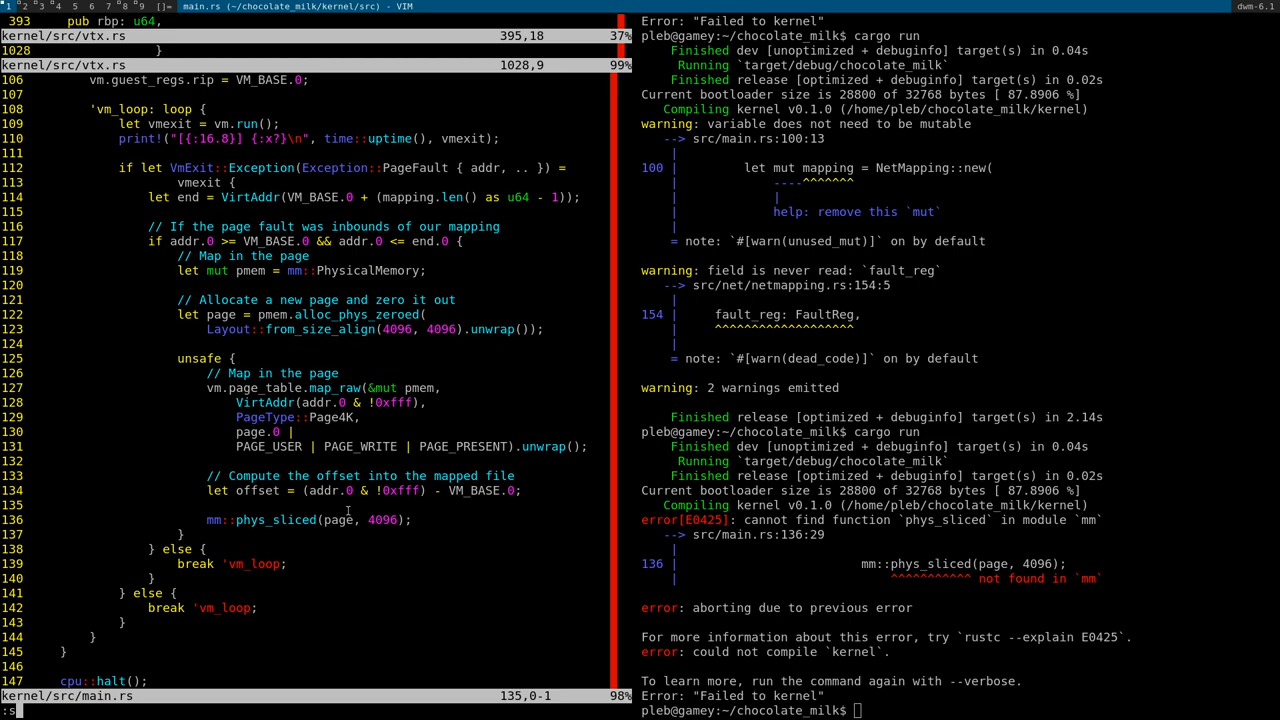 1 2 3 4 5 6 7 8 9 []= main.rs (~/chocolate_milk/kernel/src) - VIM dwm-6.1
393 pub rbp: u64,
kernel/src/vtx.rs 395,18 37%
1028 }
kernel/src/vtx.rs 1028,9 99%
106 vm.guest_regs.rip = VM_BASE.0;
107
108 'vm_loop: loop {
109 let vmexit = vm.run();
110 print!("[{:16.8}] {:x?}\n", time::uptime(), vmexit);
111
112 if let VmExit::Exception(Exception::PageFault { addr, .. }) =
113 vmexit {
114 let end = VirtAddr(VM_BASE.0 + (mapping.len() as u64 - 1));
115
116 // If the page fault was inbounds of our mapping
117 if addr.0 >= VM_BASE.0 && addr.0 <= end.0 {
118 // Map in the page
119 let mut pmem = mm::PhysicalMemory;
120
121 // Allocate a new page and zero it out
122 let page = pmem.alloc_phys_zeroed(
123 Layout::from_size_align(4096, 4096).unwrap());
124
125 unsafe {
126 // Map in the page
127 vm.page_table.map_raw(&mut pmem,
128 VirtAddr(addr.0 & !0xfff),
129 PageType::Page4K,
130 page.0 |
131 PAGE_USER | PAGE_WRITE | PAGE_PRESENT).unwrap();
132
133 // Compute the offset into the mapped file
134 let offset = (addr.0 & !0xfff) - VM_BASE.0;
135
136 mm::phys_sliced(page, 4096);
137 }
138 } else {
139 break 'vm_loop;
140 }
141 } else {
142 break 'vm_loop;
143 }
144 }
145 }
146
147 cpu::halt();
kernel/src/main.rs 135,0-1 98%
:s
Error: "Failed to kernel"
pleb@gamey:~/chocolate_milk$ cargo run
Finished dev [unoptimized + debuginfo] target(s) in 0.04s
Running `target/debug/chocolate_milk`
Finished release [optimized + debuginfo] target(s) in 0.02s
Current bootloader size is 28800 of 32768 bytes [ 87.8906 %]
Compiling kernel v0.1.0 (/home/pleb/chocolate_milk/kernel)
warning: variable does not need to be mutable
--> src/main.rs:100:13
|
100 | let mut mapping = NetMapping::new(
| ----^^^^^^^
| |
| help: remove this `mut`
|
= note: `#[warn(unused_mut)]` on by default
warning: field is never read: `fault_reg`
--> src/net/netmapping.rs:154:5
|
154 | fault_reg: FaultReg,
| ^^^^^^^^^^^^^^^^^^^
|
= note: `#[warn(dead_code)]` on by default
warning: 2 warnings emitted
Finished release [optimized + debuginfo] target(s) in 2.14s
pleb@gamey:~/chocolate_milk$ cargo run
Finished dev [unoptimized + debuginfo] target(s) in 0.04s
Running `target/debug/chocolate_milk`
Finished release [optimized + debuginfo] target(s) in 0.02s
Current bootloader size is 28800 of 32768 bytes [ 87.8906 %]
Compiling kernel v0.1.0 (/home/pleb/chocolate_milk/kernel)
error[E0425]: cannot find function `phys_sliced` in module `mm`
--> src/main.rs:136:29
|
136 | mm::phys_sliced(page, 4096);
| ^^^^^^^^^^^ not found in `mm`
error: aborting due to previous error
For more information about this error, try `rustc --explain E0425`.
error: could not compile `kernel`.
To learn more, run the command again with --verbose.
Error: "Failed to kernel"
pleb@gamey:~/chocolate_milk$